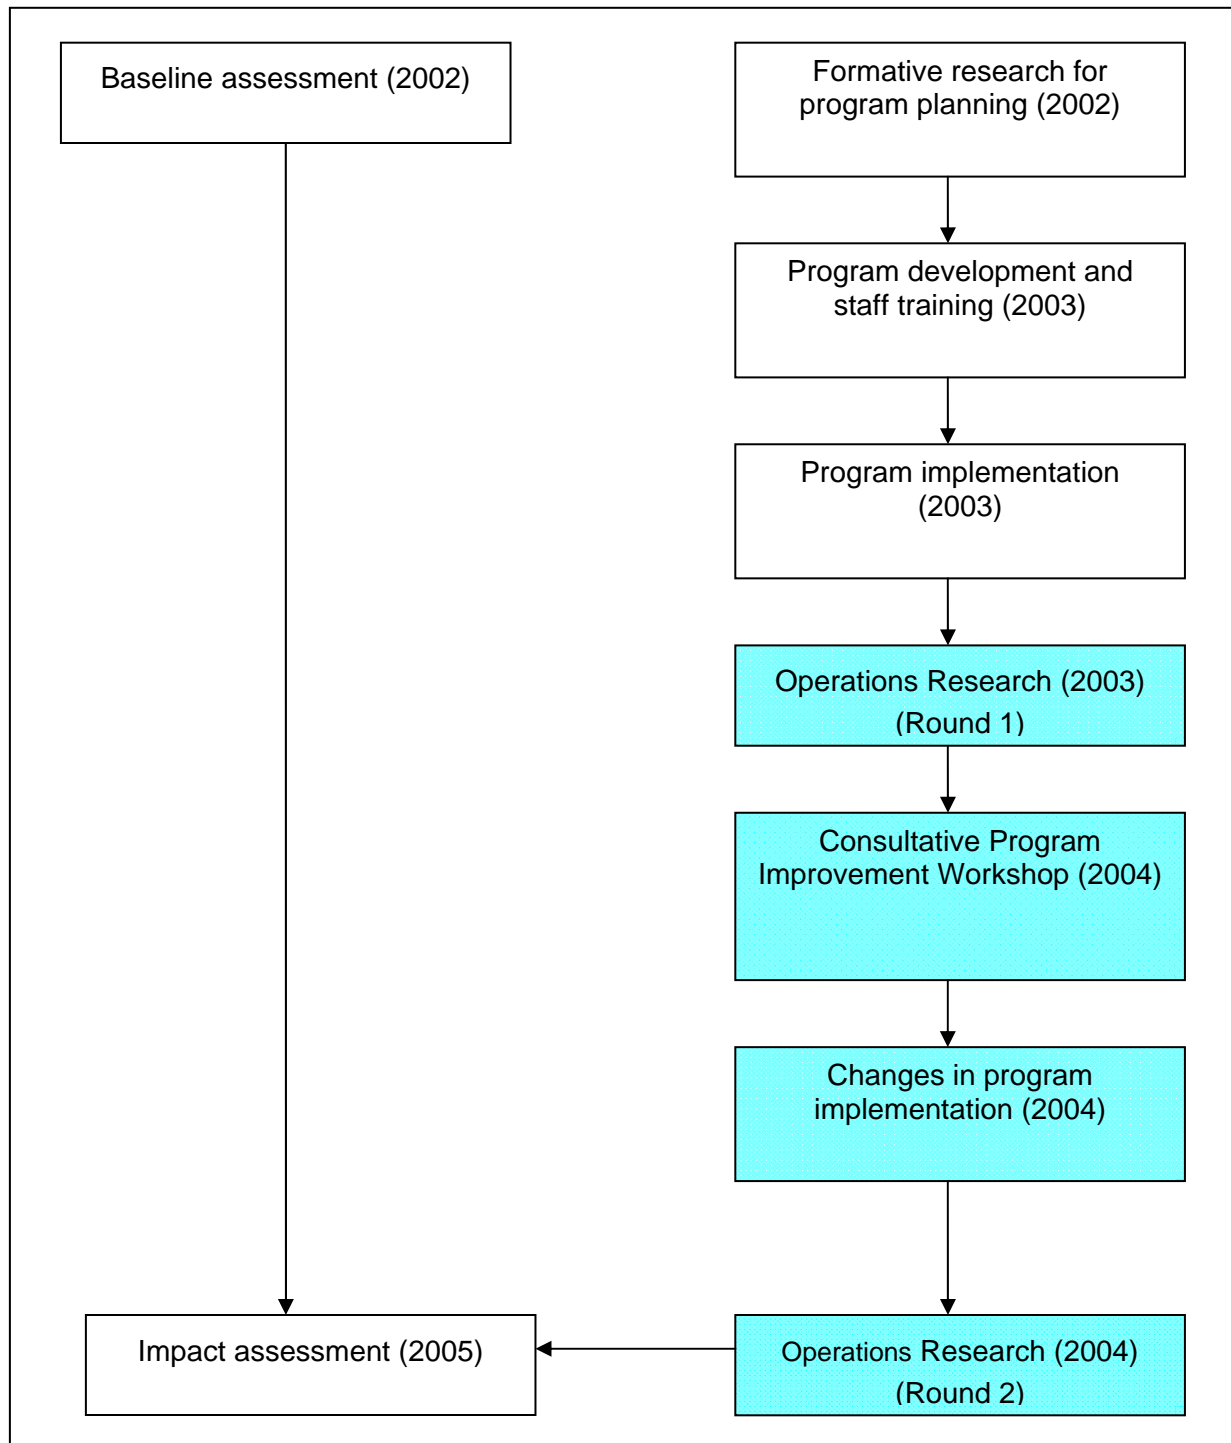 Baseline assessment (2002)
Formative research for
program planning (2002)
Program development and
staff training (2003)
Program implementation
(2003)
Operations Research (2003)
(Round 1)
Consultative Program
Improvement Workshop (2004)
Changes in program
implementation (2004)
Impact assessment (2005)
Operations Research (2004)
(Round 2)